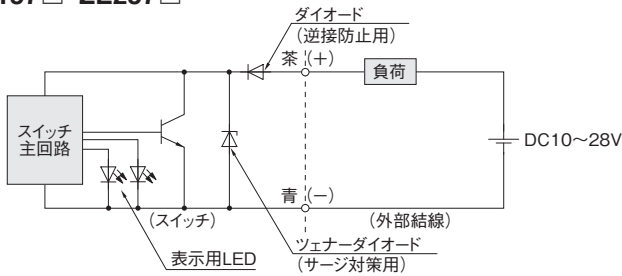 ダイオード
(逆接防止用)
茶 (+)
負荷
スイッチ
主回路
DC10~28V
青 (-)
(スイッチ)
(外部結線)
表示用LED
ツェナーダイオード
(サージ対策用)